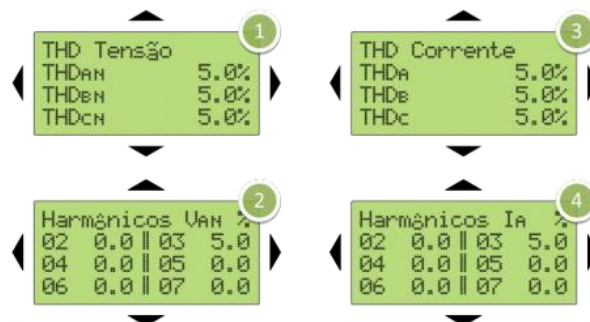 1
THD Tensão
THDAN 5.0%
THDBN 5.0%
THDCN 5.0%
3
THD Corrente
THDA 5.0%
THDB 5.0%
THDC 5.0%
2
Harmônicos VAN %
02 0.0 || 03 5.0
04 0.0 || 05 0.0
06 0.0 || 07 0.0
4
Harmônicos IA %
02 0.0 || 03 5.0
04 0.0 || 05 0.0
06 0.0 || 07 0.0